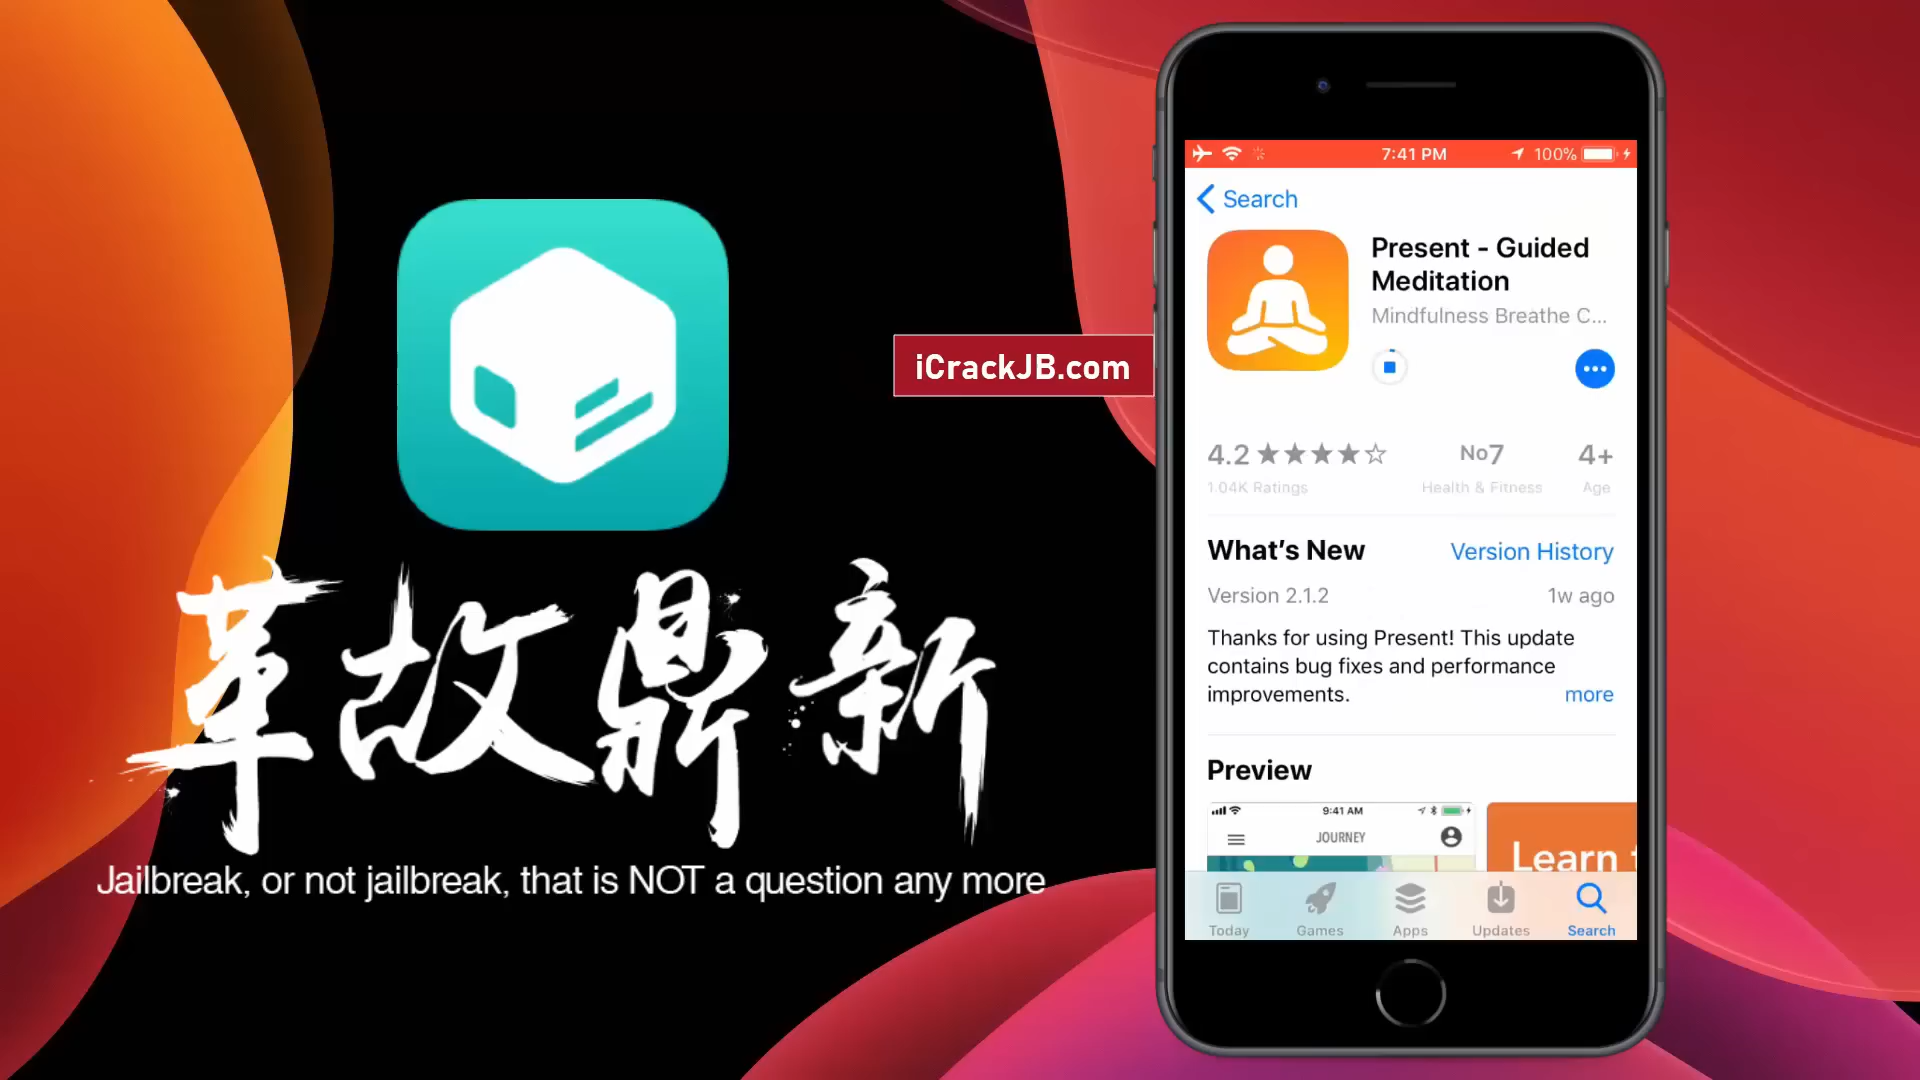 革故鼎新
Jailbreak, or not jailbreak, that is NOT a question any more
iCrackJB.com
7:41 PM
100%
Search
Present - Guided
Meditation
Mindfulness Breathe C...
4.2 ★★★★☆
No7
4+
1.04K Ratings
Health & Fitness
Age
What's New
Version History
Version 2.1.2
1w ago
Thanks for using Present! This update
contains bug fixes and performance
improvements.
more
Preview
9:41 AM
JOURNEY
Learn
Today
Games
Apps
Updates
Search